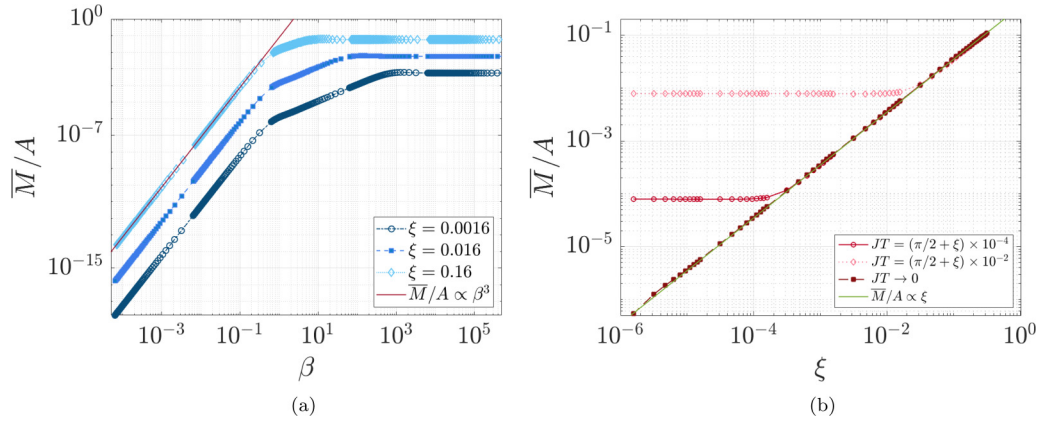 10^0
10^-7
10^-15
M̅/A
10^-3
10^-1
10^1
10^3
10^5
β
ξ = 0.0016
ξ = 0.016
ξ = 0.16
M̅/A ∝ β^3
(a)
10^-1
10^-3
10^-5
M̅/A
10^-6
10^-4
10^-2
10^0
ξ
JT = (π/2 + ξ) × 10^-4
JT = (π/2 + ξ) × 10^-2
JT → 0
M̅/A ∝ ξ
(b)